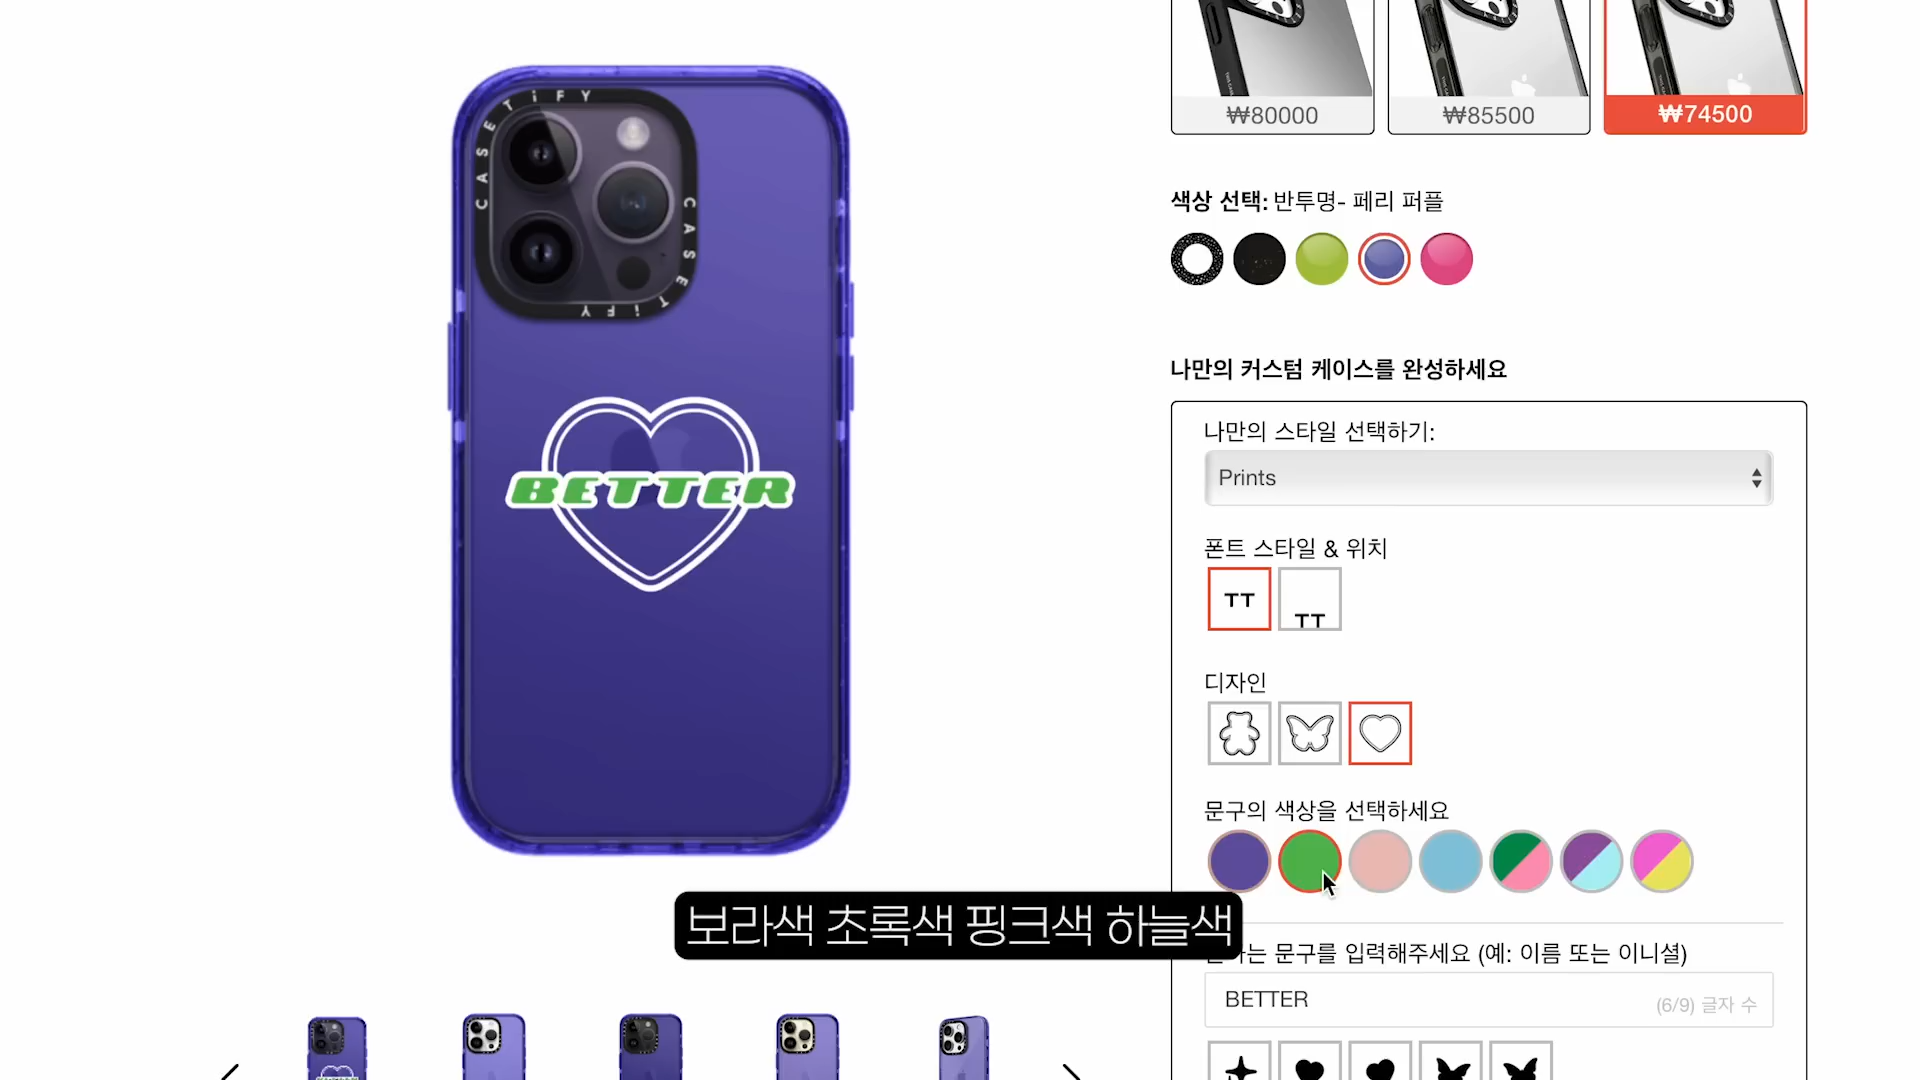 ₩80000
₩85500
₩74500
CASETiFY
CASETiFY
색상 선택: 반투명- 페리 퍼플
나만의 커스텀 케이스를 완성하세요
나만의 스타일 선택하기:
Prints
폰트 스타일 & 위치
TT
TT
BETTER
디자인
문구의 색상을 선택하세요
보라색 초록색 핑크색 하늘색
는 문구를 입력해주세요 (예: 이름 또는 이니셜)
BETTER
(6/9) 글자 수